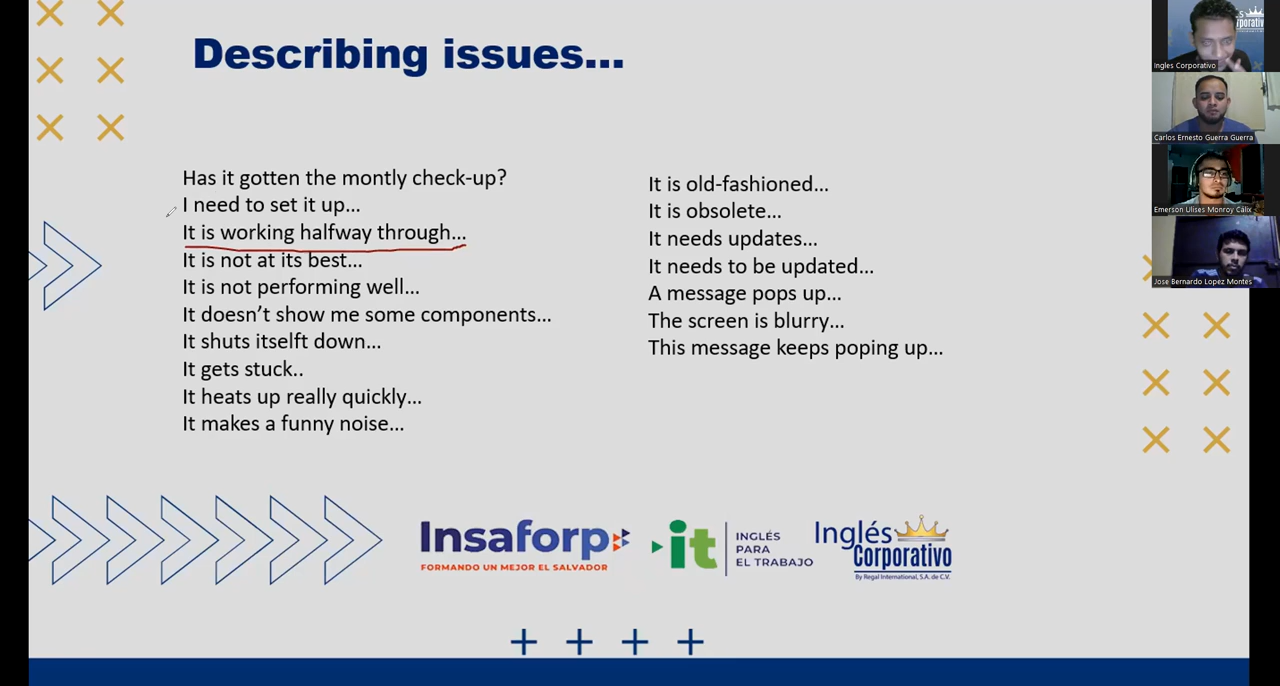 Describing issues...
Has it gotten the montly check-up?
I need to set it up...
It is working halfway through...
It is not at its best...
It is not performing well...
It doesn't show me some components...
It shuts itselft down...
It gets stuck..
It heats up really quickly...
It makes a funny noise...
It is old-fashioned...
It is obsolete...
It needs updates...
It needs to be updated...
A message pops up...
The screen is blurry...
This message keeps poping up...
Insaforp
FORMANDO UN MEJOR EL SALVADOR
it
INGLÉS
PARA
EL TRABAJO
Inglés
Corporativo
By Regal International, S.A. de C.V.
Ingles Corporativo
Carlos Ernesto Guerra Guerra
Emerson Ulises Monroy Cálix
Jose Bernardo Lopez Montes